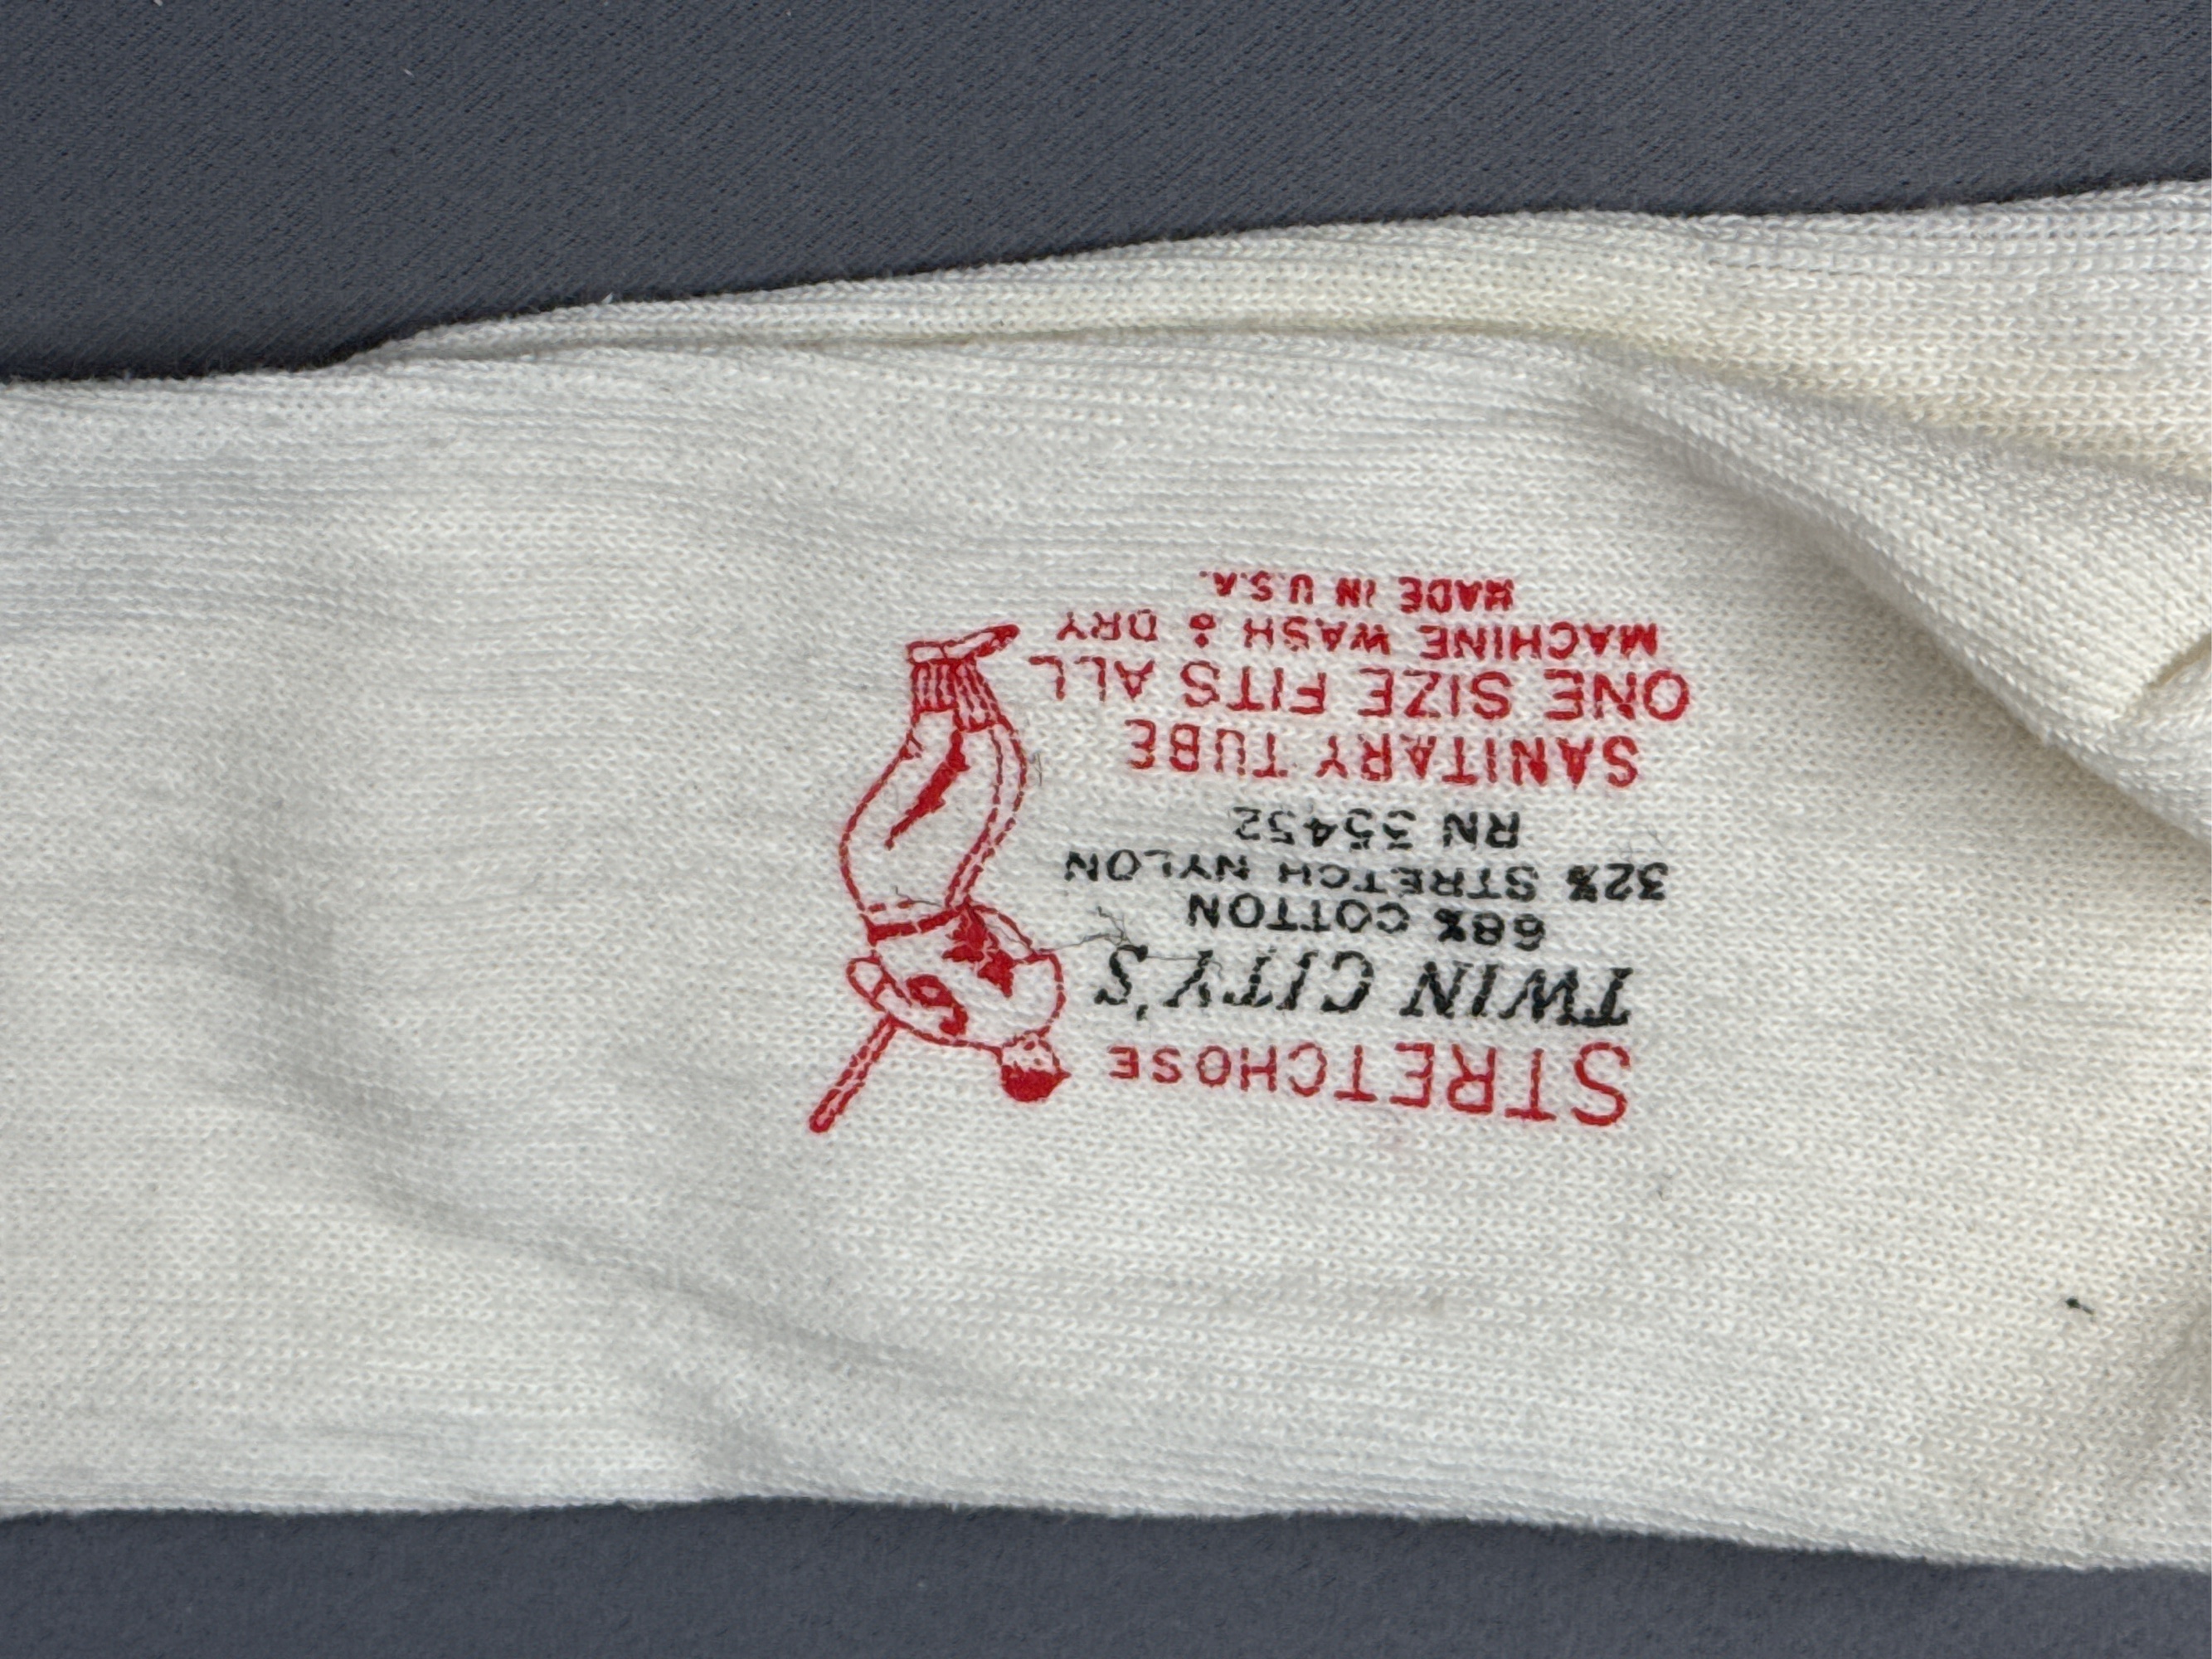 STRETCHOSE
TWIN CITY'S
68% COTTON
32% STRETCH NYLON
RN 35452
SANITARY TUBE
ONE SIZE FITS ALL
MACHINE WASH & DRY
MADE IN U.S.A.